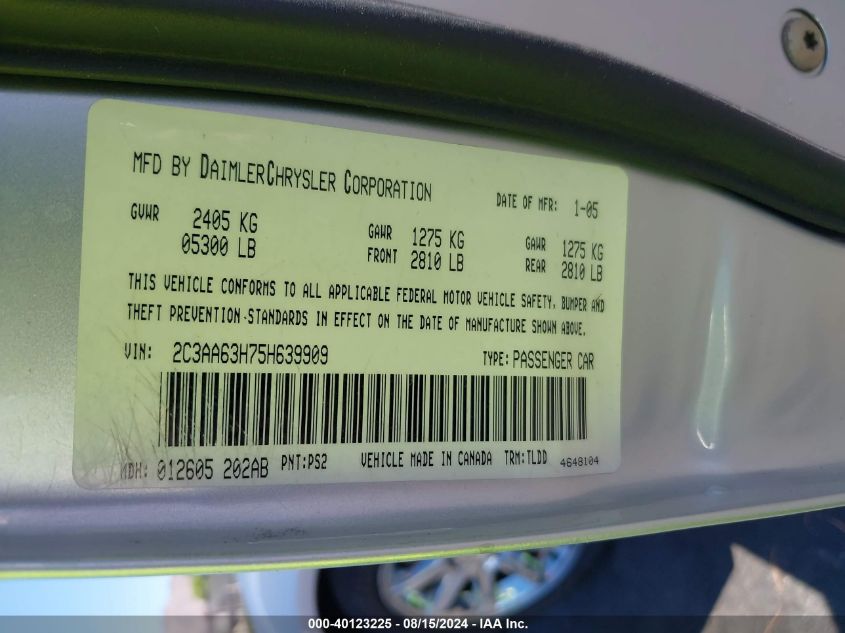 MFD BY DAIMLERCHRYSLER CORPORATION DATE OF MFR: 1-05
GVWR 2405 KG GAWR 1275 KG GAWR 1275 KG
05300 LB FRONT 2810 LB REAR 2810 LB
THIS VEHICLE CONFORMS TO ALL APPLICABLE FEDERAL MOTOR VEHICLE SAFETY, BUMPER AND
THEFT PREVENTION STANDARDS IN EFFECT ON THE DATE OF MANUFACTURE SHOWN ABOVE.
VIN: 2C3AA63H75H639909 TYPE: PASSENGER CAR
MDH: 012605 202AB PNT:PS2 VEHICLE MADE IN CANADA TRM:TLDD 4648104
000-40123225 - 08/15/2024 - IAA Inc.